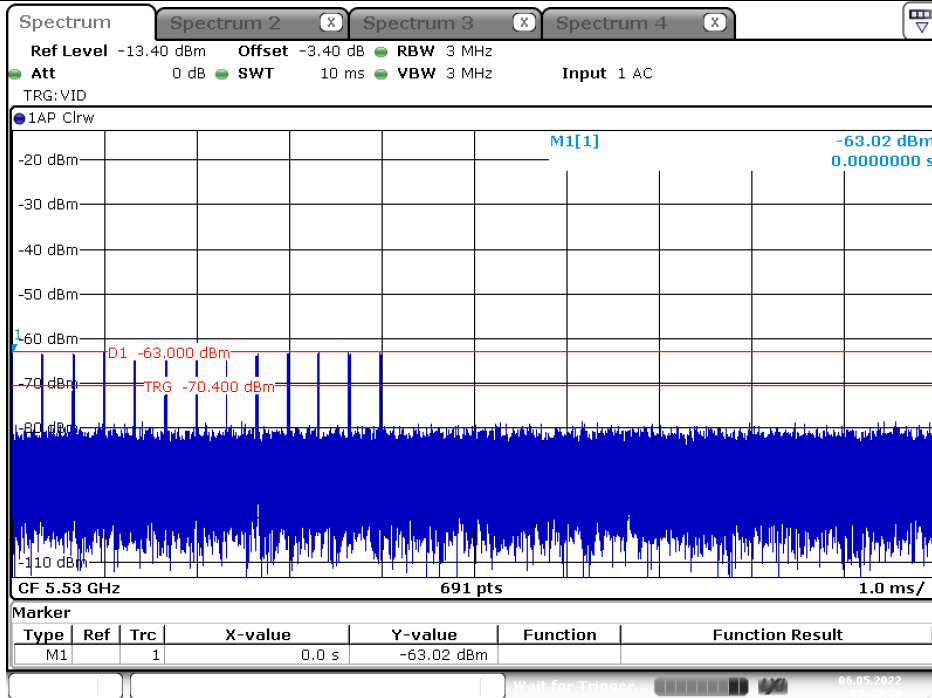 Spectrum Spectrum 2 X Spectrum 3 X Spectrum 4 X
Ref Level -13.40 dBm Offset -3.40 dB RBW 3 MHz
Att 0 dB SWT 10 ms VBW 3 MHz Input 1 AC
TRG:VID
1AP Clrw
M1[1] -63.02 dBm
0.0000000 s
-20 dBm
-30 dBm
-40 dBm
-50 dBm
1
-60 dBm
D1 -63.000 dBm
-70 dBm
TRG -70.400 dBm
-80 dBm
-110 dBm
CF 5.53 GHz 691 pts 1.0 ms/
Marker
Type Ref Trc X-value Y-value Function Function Result
M1 1 0.0 s -63.02 dBm
Wait for Trigger... 06.05.2022